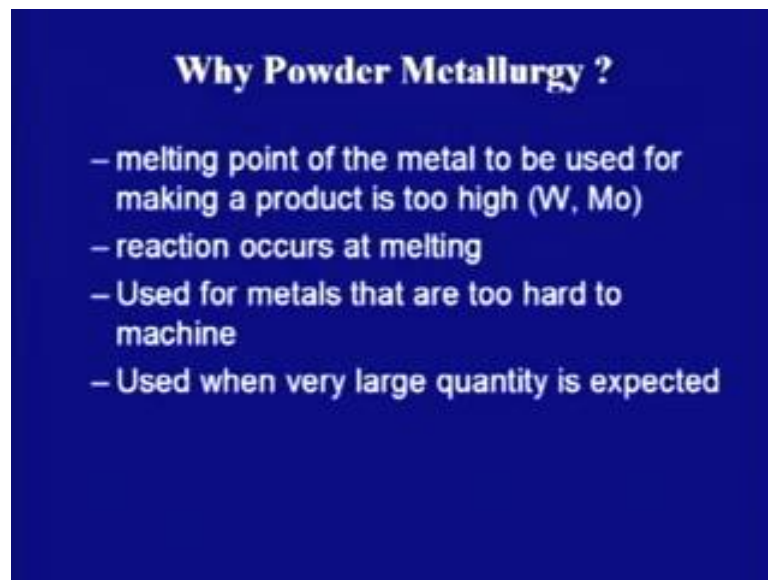 Why Powder Metallurgy ?
– melting point of the metal to be used for
making a product is too high (W, Mo)
– reaction occurs at melting
– Used for metals that are too hard to
machine
– Used when very large quantity is expected